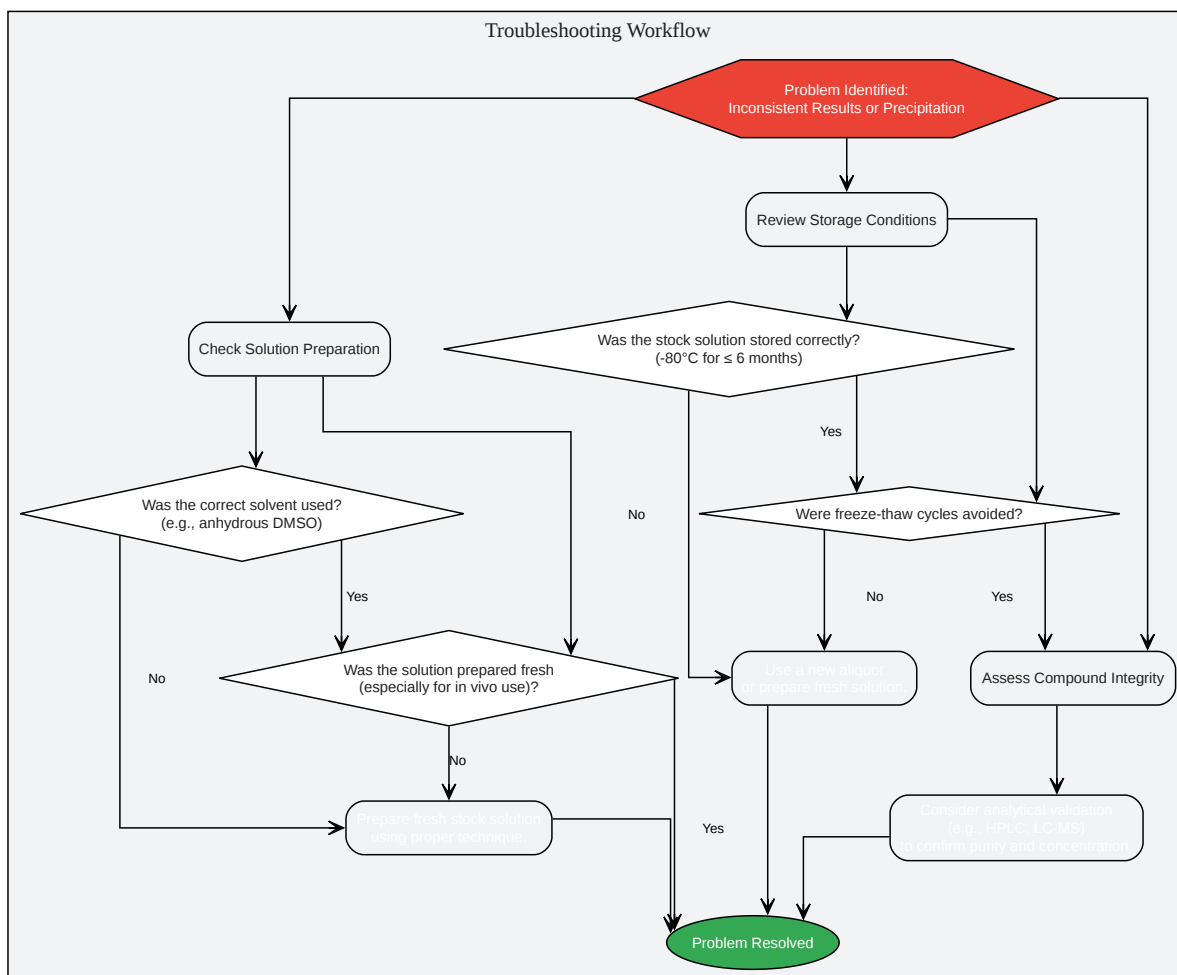 Troubleshooting Workflow
Problem Identified:
Inconsistent Results or Precipitation
Review Storage Conditions
Check Solution Preparation
Was the stock solution stored correctly?
(-80°C for ≤ 6 months)
Yes
Was the correct solvent used?
(e.g., anhydrous DMSO)
No
Were freeze-thaw cycles avoided?
Yes
No
Yes
No
Was the solution prepared fresh
(especially for in vivo use)?
Use a new aliquot
or prepare fresh solution.
Assess Compound Integrity
No
Prepare fresh stock solution
using proper technique.
Yes
Consider analytical validation
(e.g., HPLC, LC-MS)
to confirm purity and concentration.
Problem Resolved